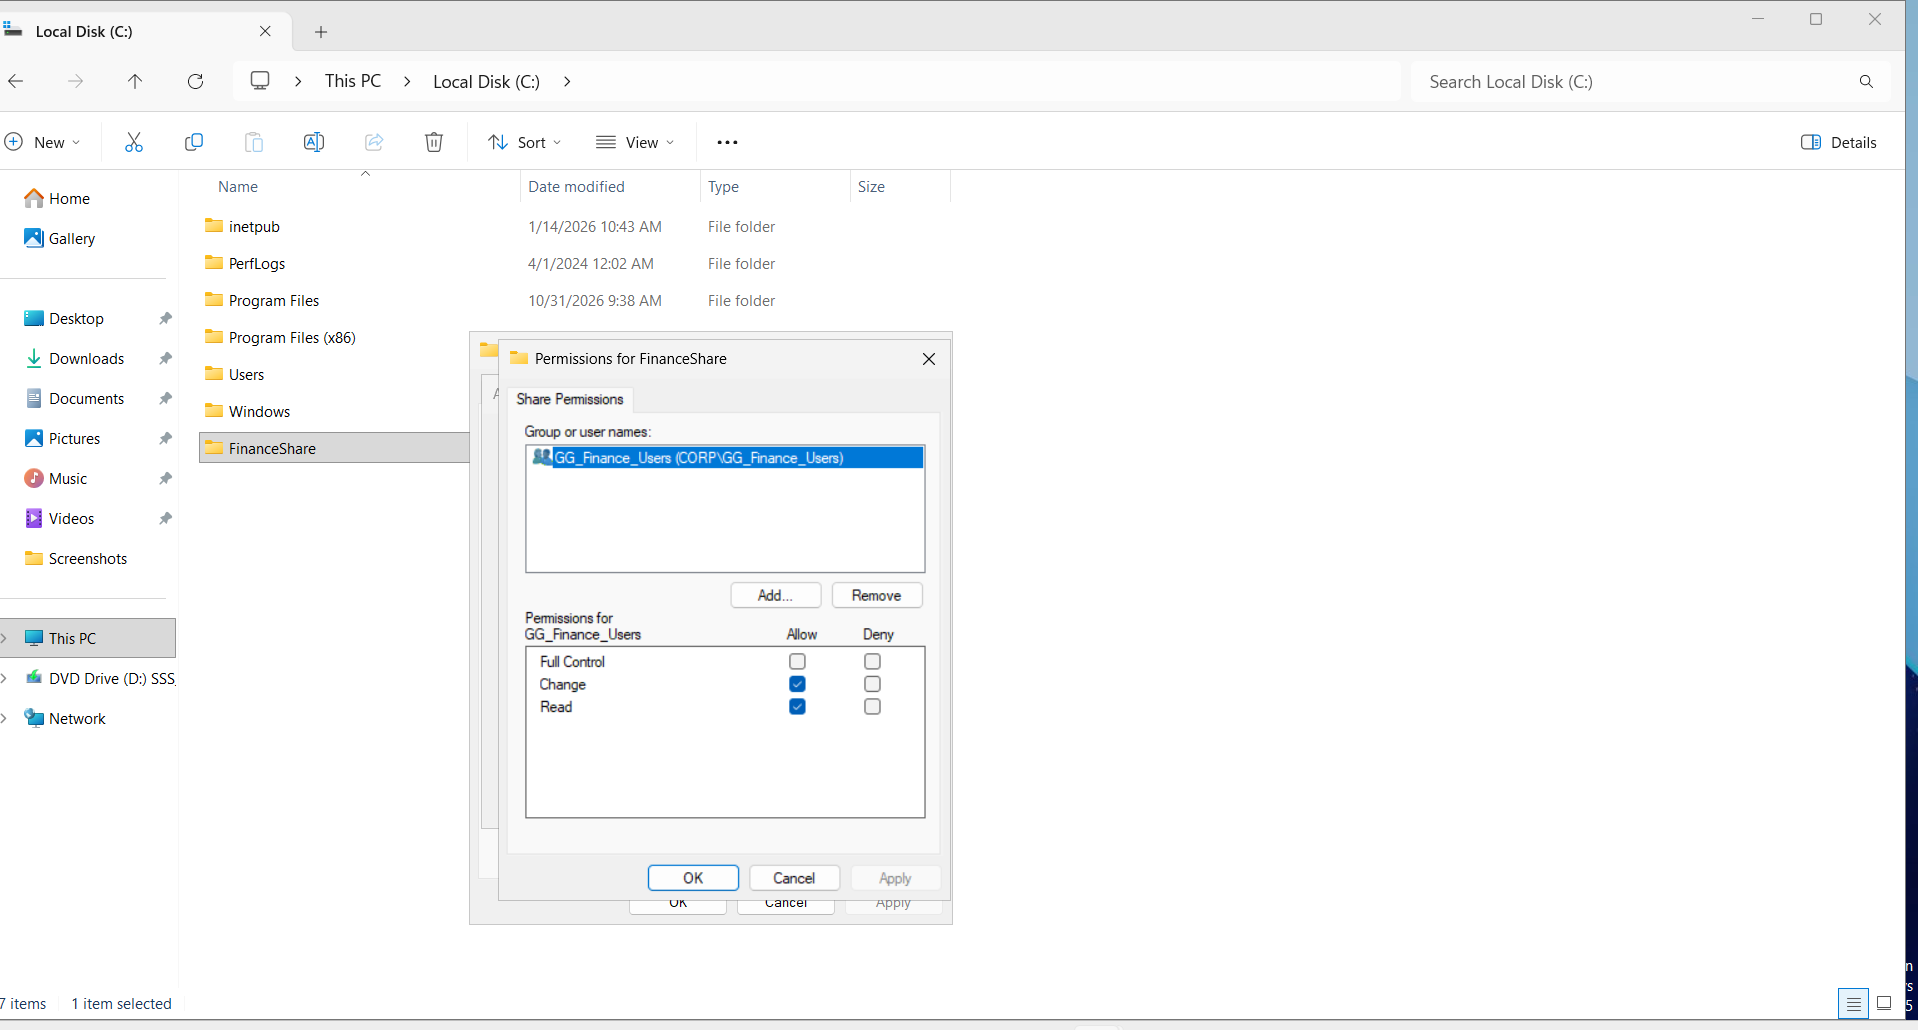 Local Disk (C:)
This PC
Local Disk (C:)
Search Local Disk (C:)
New
Sort
View
Details
Name
Date modified
Type
Size
Home
Gallery
Desktop
Downloads
Documents
Pictures
Music
Videos
Screenshots
This PC
DVD Drive (D:) SSS
Network
inetpub 1/14/2026 10:43 AM File folder
PerfLogs 4/1/2024 12:02 AM File folder
Program Files 10/31/2026 9:38 AM File folder
Program Files (x86)
Users
Windows
FinanceShare
Permissions for FinanceShare
Share Permissions
Group or user names:
GG_Finance_Users (CORP\GG_Finance_Users)
Add...
Remove
Permissions for
GG_Finance_Users
Allow
Deny
Full Control
Change
Read
OK
Cancel
Apply
OK
Cancel
Apply
7 items
1 item selected